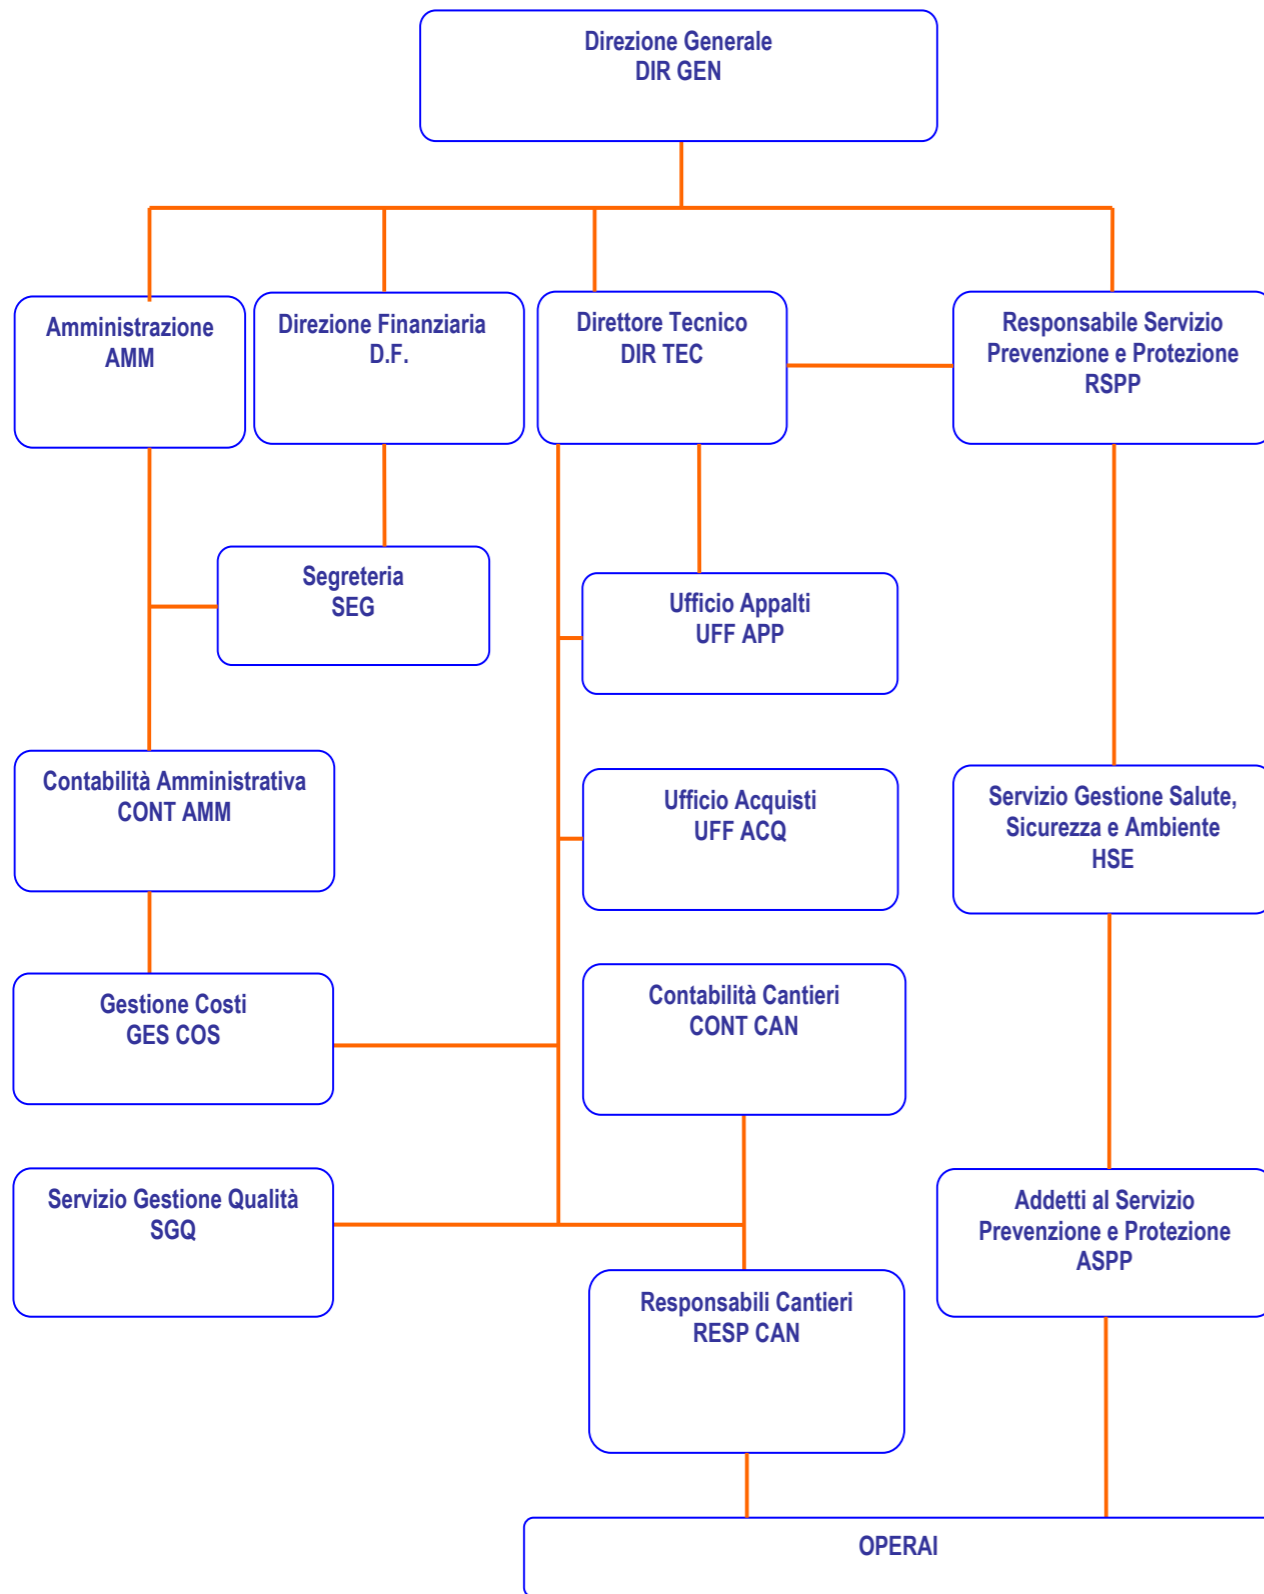 Direzione Generale
DIR GEN
Amministrazione
AMM
Direzione Finanziaria
D.F.
Direttore Tecnico
DIR TEC
Responsabile Servizio
Prevenzione e Protezione
RSPP
Segreteria
SEG
Ufficio Appalti
UFF APP
Contabilità Amministrativa
CONT AMM
Ufficio Acquisti
UFF ACQ
Servizio Gestione Salute,
Sicurezza e Ambiente
HSE
Gestione Costi
GES COS
Contabilità Cantieri
CONT CAN
Servizio Gestione Qualità
SGQ
Addetti al Servizio
Prevenzione e Protezione
ASPP
Responsabili Cantieri
RESP CAN
OPERAI